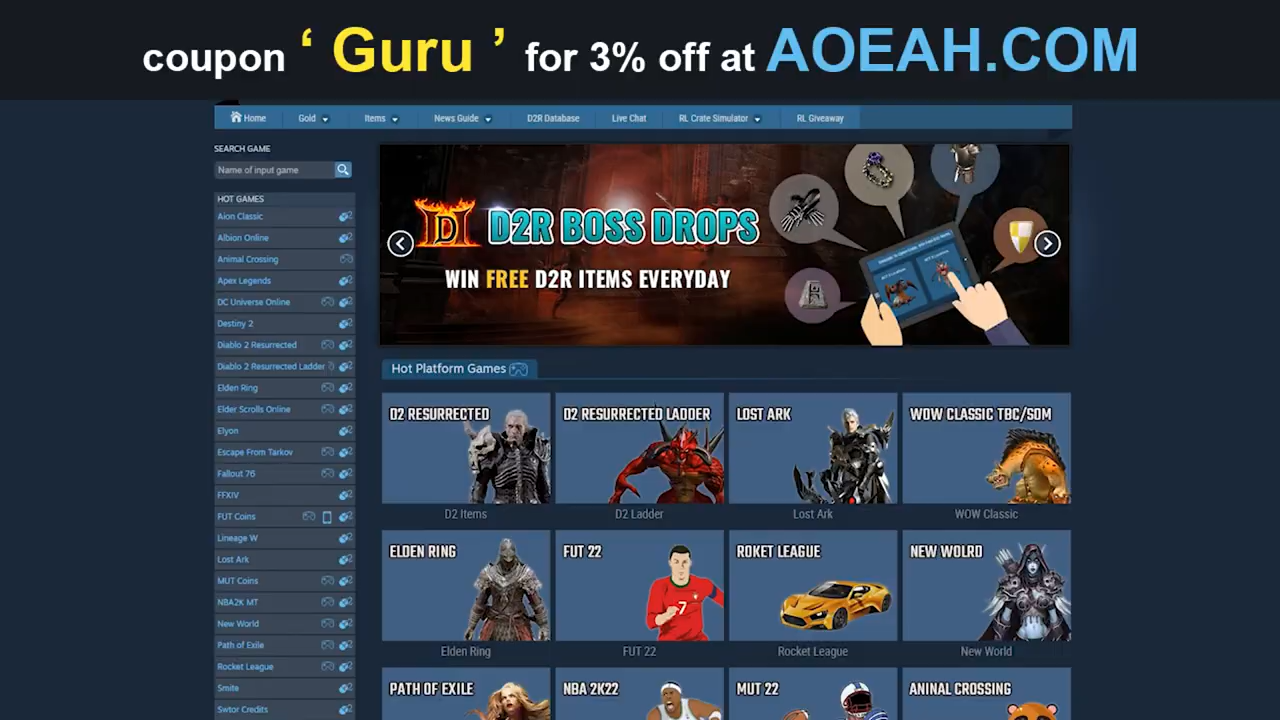 coupon ‘ Guru ’ for 3% off at AOEAH.COM
Home Gold Items News Guide D2R Database Live Chat RL Crate Simulator RL Giveaway
SEARCH GAME
Name of input game
HOT GAMES
Aion Classic
Albion Online
Animal Crossing
Apex Legends
DC Universe Online
Destiny 2
Diablo 2 Resurrected
Diablo 2 Resurrected Ladder
Elden Ring
Elder Scrolls Online
Elyon
Escape From Tarkov
Fallout 76
FFXIV
FUT Coins
Lineage W
Lost Ark
MUT Coins
NBA2K MT
New World
Path of Exile
Rocket League
Smite
Swtor Credits
D2R BOSS DROPS
WIN FREE D2R ITEMS EVERYDAY
Hot Platform Games
D2 RESURRECTED
D2 Items
D2 RESURRECTED LADDER
D2 Ladder
LOST ARK
Lost Ark
WOW CLASSIC TBC/SOM
WOW Classic
ELDEN RING
Elden Ring
FUT 22
7
FUT 22
ROKET LEAGUE
Rocket League
NEW WOLRD
New World
PATH OF EXILE
NBA 2K22
MUT 22
ANINAL CROSSING